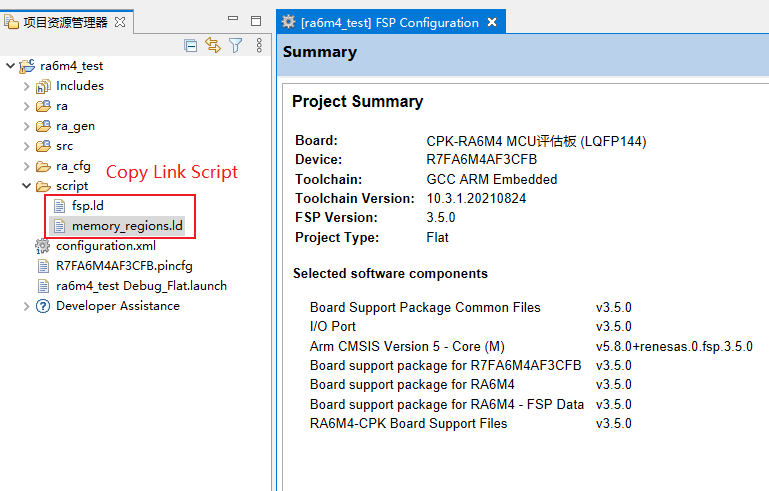 项目资源管理器
ra6m4_test
Includes
ra
ra_gen
src
ra_cfg
Copy Link Script
script
fsp.ld
memory_regions.ld
configuration.xml
R7FA6M4AF3CFB.pincfg
ra6m4_test Debug_Flat.launch
Developer Assistance
[ra6m4_test] FSP Configuration
Summary
Project Summary
Board: CPK-RA6M4 MCU评估板 (LQFP144)
Device: R7FA6M4AF3CFB
Toolchain: GCC ARM Embedded
Toolchain Version: 10.3.1.20210824
FSP Version: 3.5.0
Project Type: Flat
Selected software components
Board Support Package Common Files v3.5.0
I/O Port v3.5.0
Arm CMSIS Version 5 - Core (M) v5.8.0+renesas.0.fsp.3.5.0
Board support package for R7FA6M4AF3CFB v3.5.0
Board support package for RA6M4 v3.5.0
Board support package for RA6M4 - FSP Data v3.5.0
RA6M4-CPK Board Support Files v3.5.0